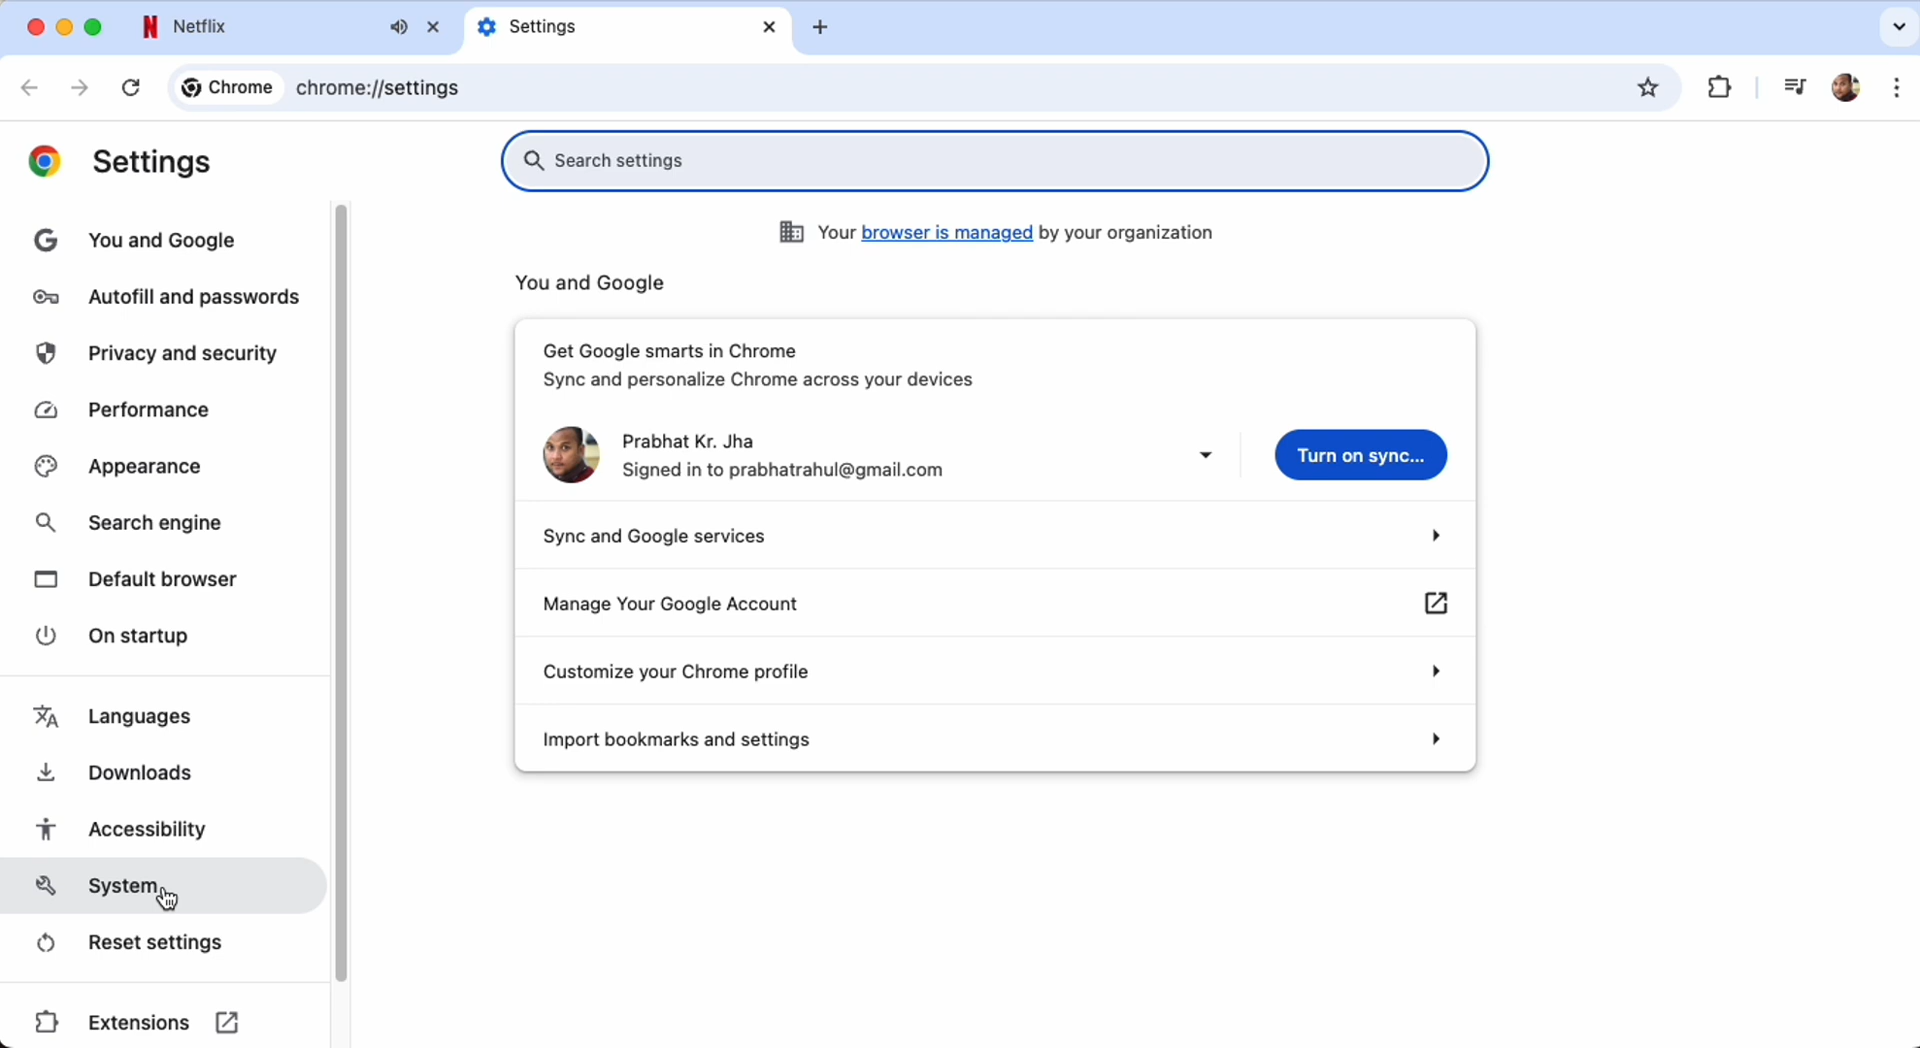 Netflix
Settings
Chrome
chrome://settings
Settings
Search settings
Your browser is managed by your organization
You and Google
Autofill and passwords
Privacy and security
Performance
Appearance
Search engine
Default browser
On startup
Languages
Downloads
Accessibility
System
Reset settings
Extensions
You and Google
Get Google smarts in Chrome
Sync and personalize Chrome across your devices
Prabhat Kr. Jha
Signed in to prabhatrahul@gmail.com
Turn on sync...
Sync and Google services
Manage Your Google Account
Customize your Chrome profile
Import bookmarks and settings